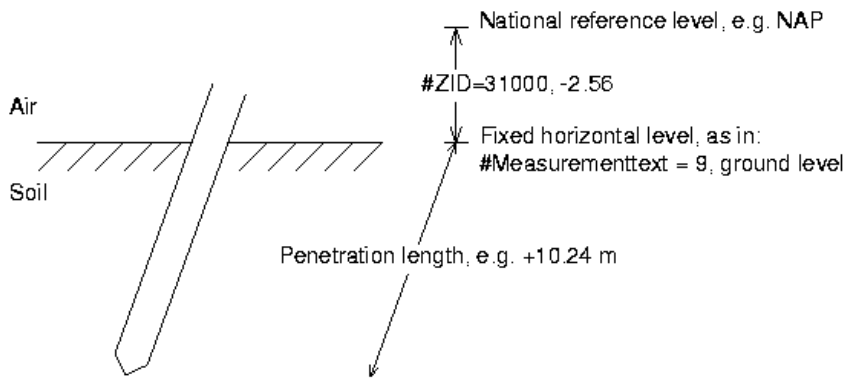 National reference level, e.g. NAP
#ZID=31000, -2.56
Air
Fixed horizontal level, as in:
#Measurementtext = 9, ground level
Soil
Penetration length, e.g. +10.24 m